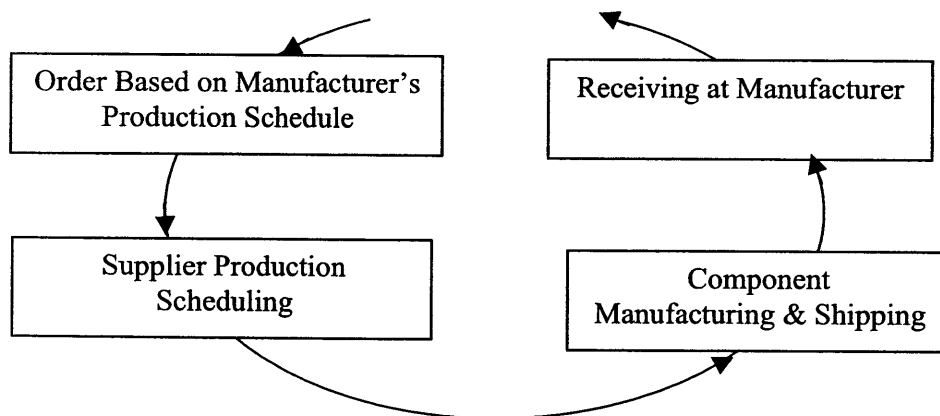 Order Based on Manufacturer's
Production Schedule
Receiving at Manufacturer
Supplier Production
Scheduling
Component
Manufacturing & Shipping